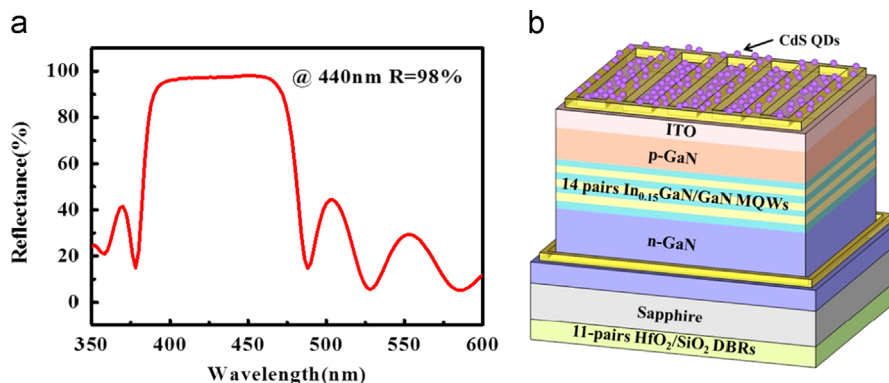 a
@ 440nm R=98%
100
80
60
40
20
0
Reflectance(%)
350
400
450
500
550
600
Wavelength(nm)
b
CdS QDs
ITO
p-GaN
14 pairs In₀.₁₅GaN/GaN MQWs
n-GaN
Sapphire
11-pairs HfO₂/SiO₂ DBRs